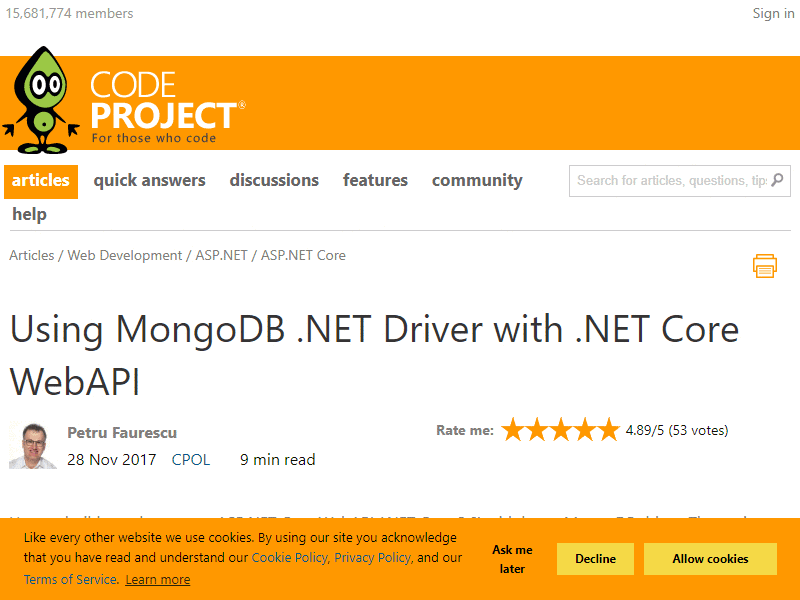 15,681,774 members
Sign in
CODE
PROJECT®
For those who code
articles quick answers discussions features community
Search for articles, questions, tips
help
Articles / Web Development / ASP.NET / ASP.NET Core
Using MongoDB .NET Driver with .NET Core
WebAPI
Petru Faurescu
28 Nov 2017 CPOL 9 min read
Rate me: 4.89/5 (53 votes)
Like every other website we use cookies. By using our site you acknowledge
that you have read and understand our Cookie Policy, Privacy Policy, and our
Terms of Service. Learn more
Ask me
later
Decline
Allow cookies